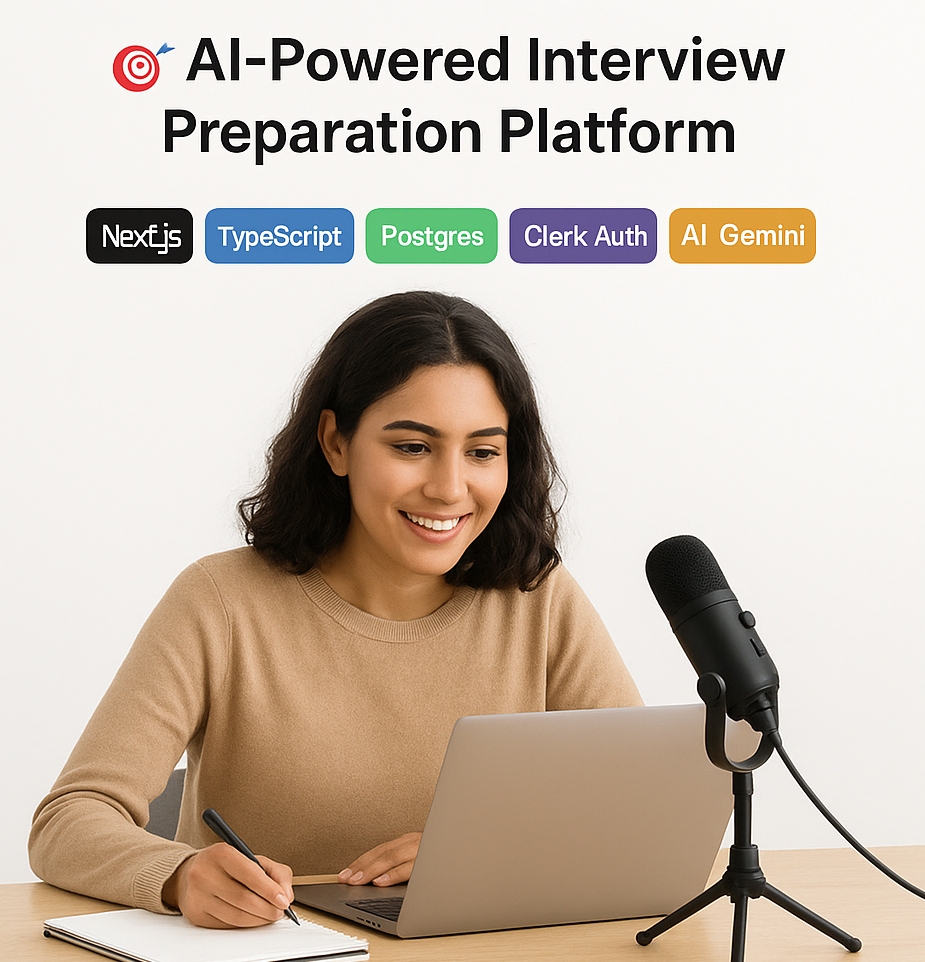 AI-Powered Interview
Preparation Platform
Next.js TypeScript Postgres Clerk Auth AI Gemini